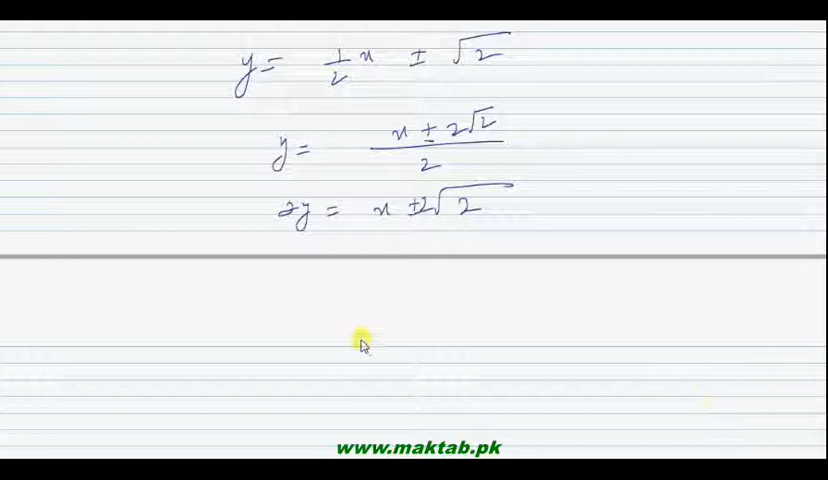 y = 1/2 x ± √2
y = (x ± 2√2)/2
2y = x ± 2√2
www.maktab.pk